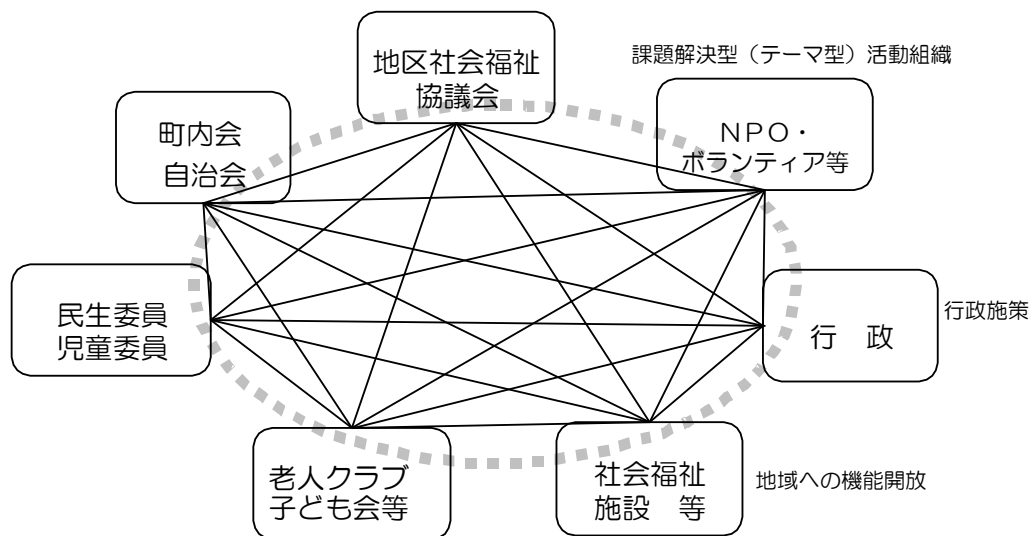 地区社会福祉
協議会
課題解決型（テーマ型）活動組織
町内会
自治会
ＮＰＯ・
ボランティア等
民生委員
児童委員
行　政
行政施策
老人クラブ
子ども会等
社会福祉
施設　等
地域への機能開放